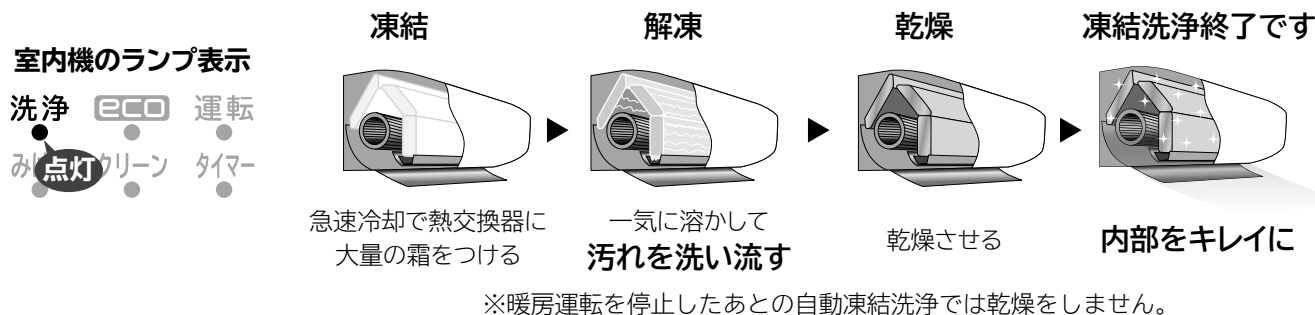 室内機のランプ表示
洗浄 eco 運転
点灯
クリーン タイマー
凍結
急速冷却で熱交換器に
大量の霜をつける
解凍
一気に溶かして
汚れを洗い流す
乾燥
乾燥させる
凍結洗浄終了です
内部をキレイに
※暖房運転を停止したあとの自動凍結洗浄では乾燥をしません。